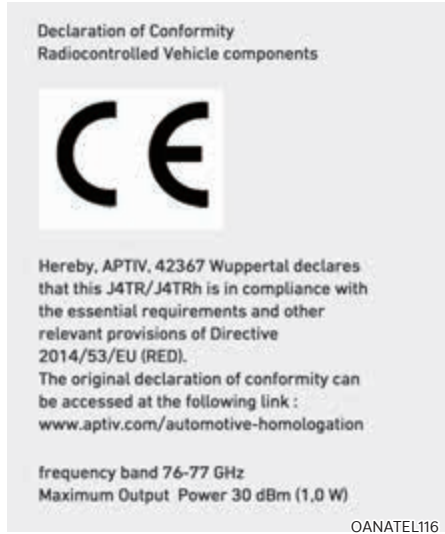 Declaration of Conformity
Radiocontrolled Vehicle components
CE
Hereby, APTIV, 42367 Wuppertal declares
that this J4TR/J4TRh is in compliance with
the essential requirements and other
relevant provisions of Directive
2014/53/EU (RED).
The original declaration of conformity can
be accessed at the following link :
www.aptiv.com/automotive-homologation
frequency band 76-77 GHz
Maximum Output Power 30 dBm (1,0 W)
OANATEL116